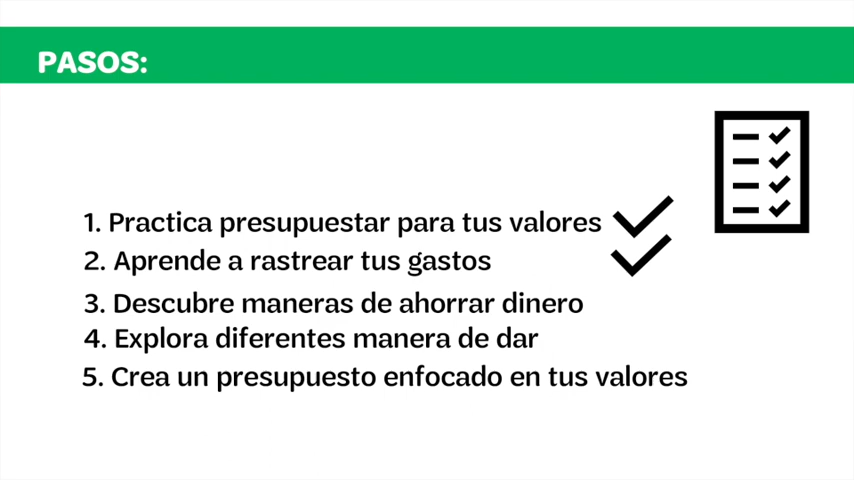 PASOS:
1. Practica presupuestar para tus valores
2. Aprende a rastrear tus gastos
3. Descubre maneras de ahorrar dinero
4. Explora diferentes manera de dar
5. Crea un presupuesto enfocado en tus valores